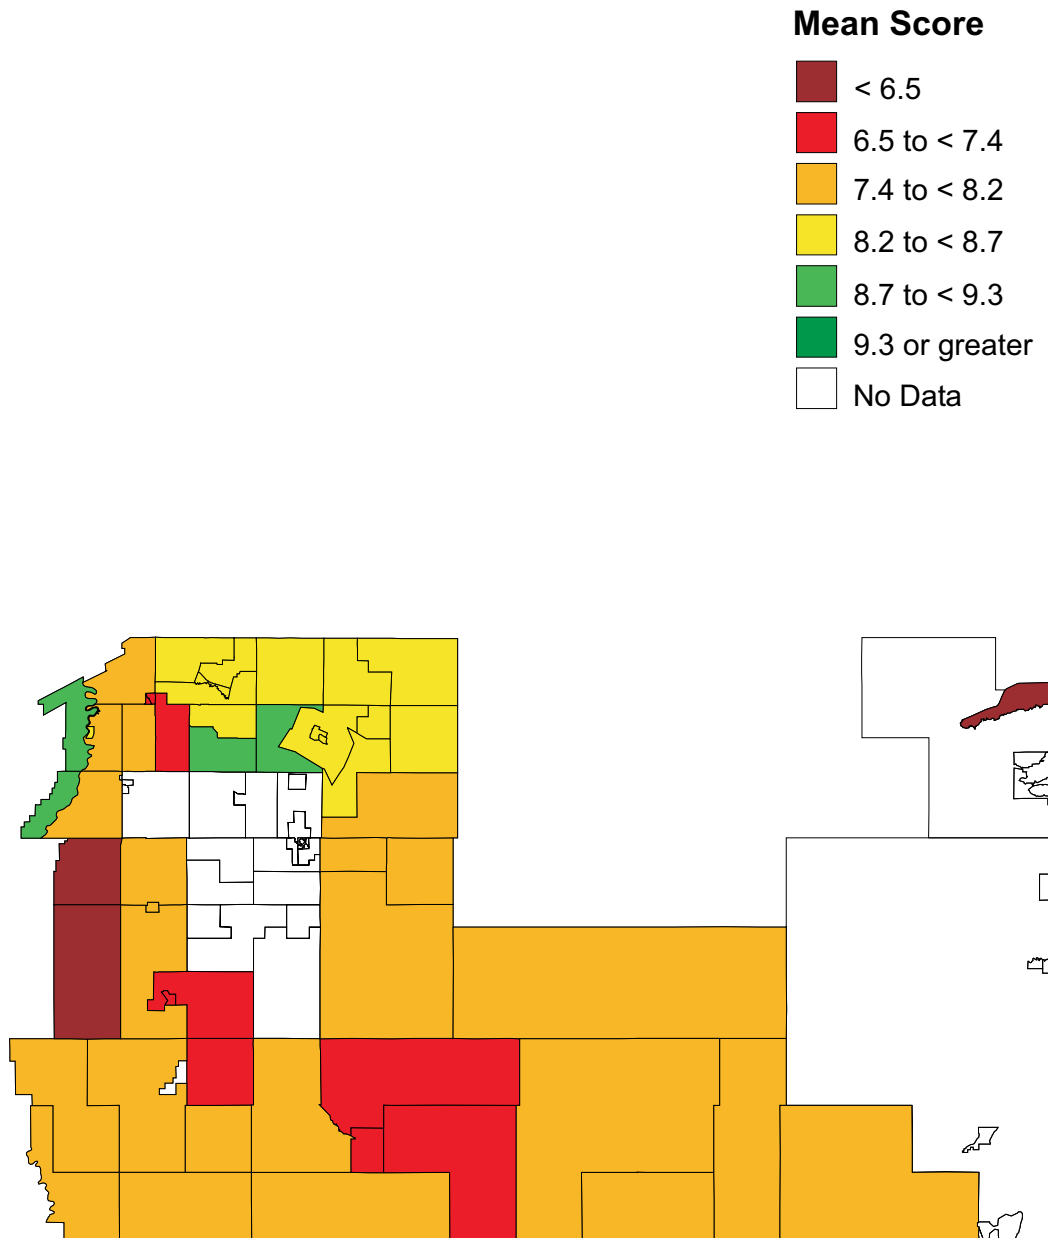 Mean Score
< 6.5
6.5 to < 7.4
7.4 to < 8.2
8.2 to < 8.7
8.7 to < 9.3
9.3 or greater
No Data